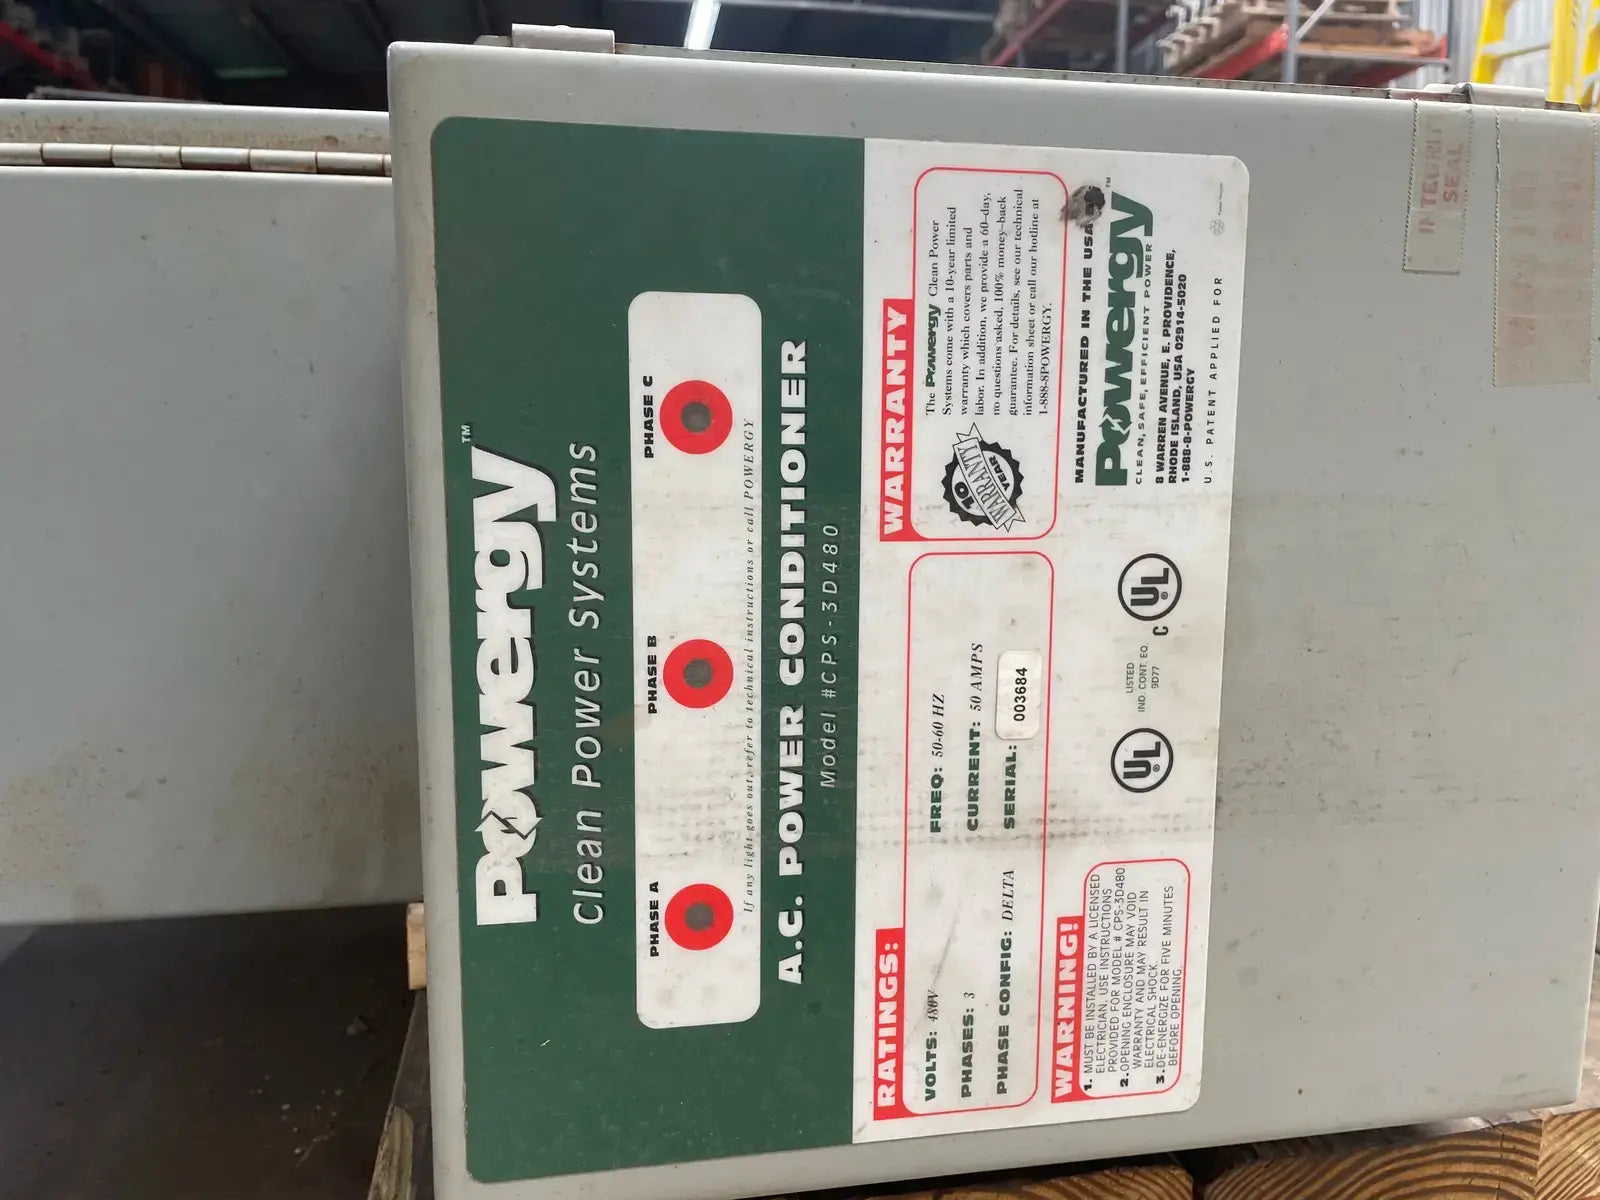 Powergy™
Clean Power Systems
PHASE A PHASE B PHASE C
If any light goes out, refer to technical instructions or call POWERGY
A.C. POWER CONDITIONER
Model #CPS-3D480
RATINGS:
VOLTS: 480V FREQ: 50-60 HZ
PHASES: 3 CURRENT: 50 AMPS
PHASE CONFIG: DELTA SERIAL: 003684
WARRANTY
10
YEAR
WARRANTY
The Powergy Clean Power
Systems come with a 10-year limited
warranty which covers parts and
labor. In addition, we provide a 60-day,
no questions asked, 100% money-back
guarantee. For details, see our technical
information sheet or call our hotline at
1-888-8POWERGY.
WARNING!
1. MUST BE INSTALLED BY A LICENSED
ELECTRICIAN. USE INSTRUCTIONS
PROVIDED FOR MODEL # CPS-3D480
2. OPENING ENCLOSURE MAY VOID
WARRANTY AND MAY RESULT IN
ELECTRICAL SHOCK
3. DE-ENERGIZE FOR FIVE MINUTES
BEFORE OPENING.
UL
LISTED
IND. CONT. EQ.
9D77
C UL
MANUFACTURED IN THE USA
Powergy™
CLEAN, SAFE, EFFICIENT POWER
8 WARREN AVENUE, E. PROVIDENCE,
RHODE ISLAND, USA 02914-5020
1-888-8-POWERGY
U.S. PATENT APPLIED FOR
SEAL